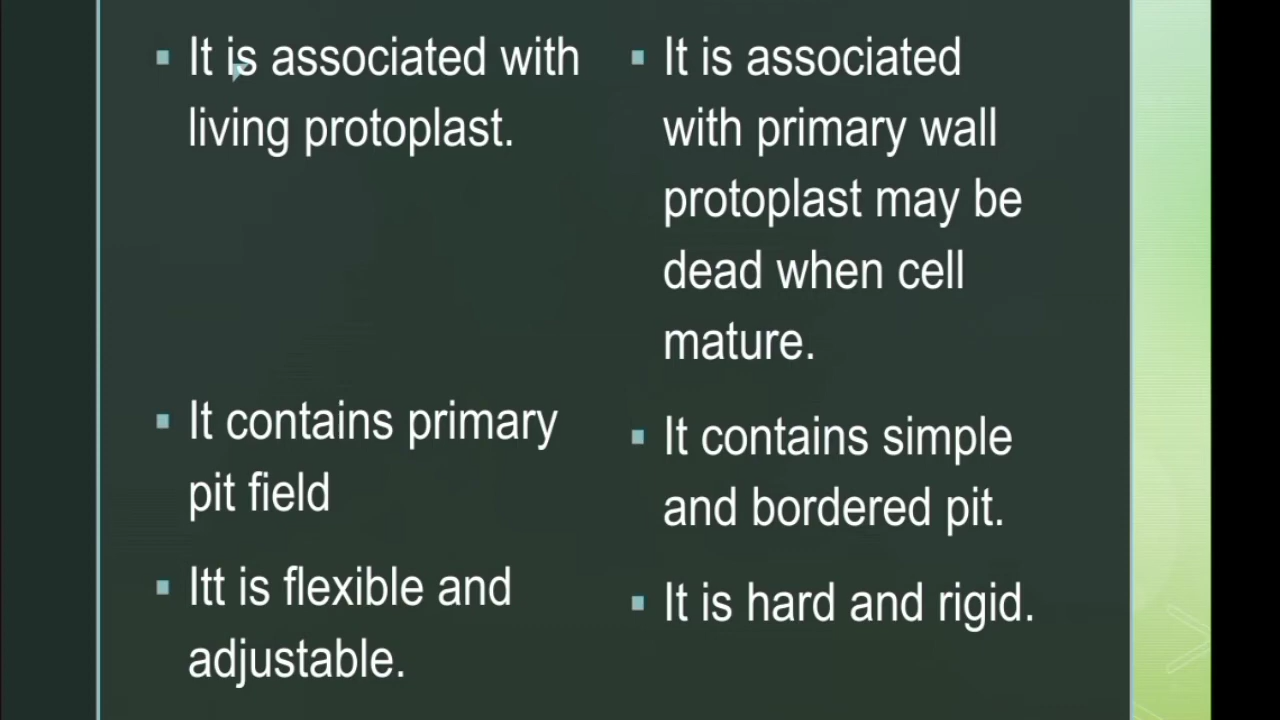 It is associated with
living protoplast.
It contains primary
pit field
Itt is flexible and
adjustable.
It is associated
with primary wall
protoplast may be
dead when cell
mature.
It contains simple
and bordered pit.
It is hard and rigid.